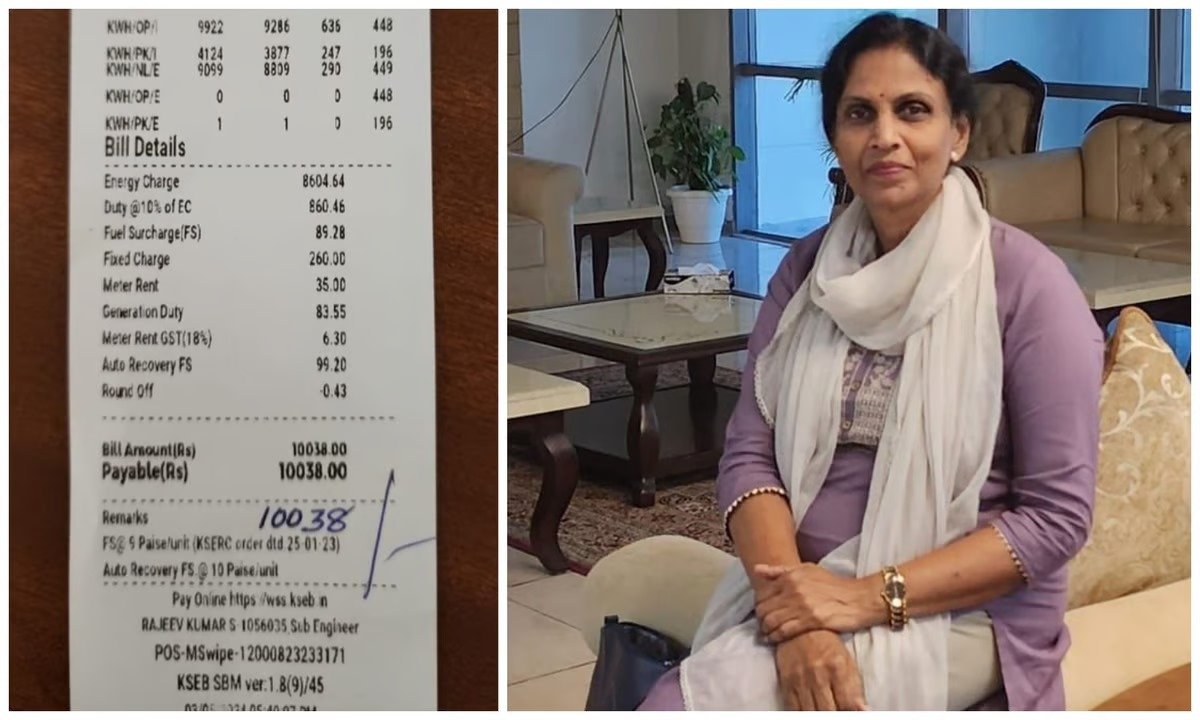 KWH/OP/I 9922 9286 636 448
KWH/PK/I 4124 3877 247 196
KWH/NL/E 9099 8809 290 449
KWH/OP/E 0 0 0 448
KWH/PK/E 1 1 0 196
Bill Details
Energy Charge 8604.64
Duty @10% of EC 860.46
Fuel Surcharge(FS) 89.28
Fixed Charge 260.00
Meter Rent 35.00
Generation Duty 83.55
Meter Rent GST(18%) 6.30
Auto Recovery FS 99.20
Round Off -0.43
Bill Amount(Rs) 10038.00
Payable(Rs) 10038.00
Remarks 10038
FS@ 9 Paise/unit (KSERC order dtd 25-01-23)
Auto Recovery FS @ 10 Paise/unit
Pay Online https://wss.kseb.in
RAJEEV KUMAR S 1056035,Sub Engineer
POS-MSwipe-12000823233171
KSEB SBM ver:1.8(9)/45